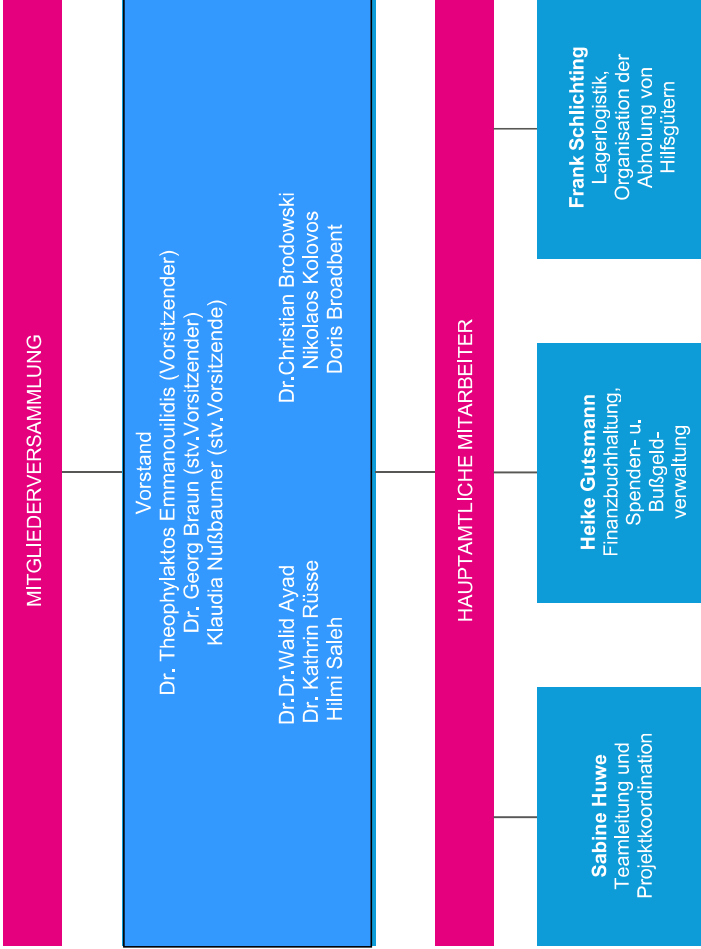 MITGLIEDERVERSAMMLUNG
Vorstand
Dr. Theophylaktos Emmanouilidis (Vorsitzender)
Dr. Georg Braun (stv.Vorsitzender)
Klaudia Nußbaumer (stv.Vorsitzende)
Dr.Dr.Walid Ayad
Dr. Kathrin Rüsse
Hilmi Saleh
Dr.Christian Brodowski
Nikolaos Kolovos
Doris Broadbent
HAUPTAMTLICHE MITARBEITER
Sabine Huwe
Teamleitung und
Projektkoordination
Heike Gutsmann
Finanzbuchhaltung,
Spenden- u.
Bußgeld-
verwaltung
Frank Schlichting
Lagerlogistik,
Organisation der
Abholung von
Hilfsgütern